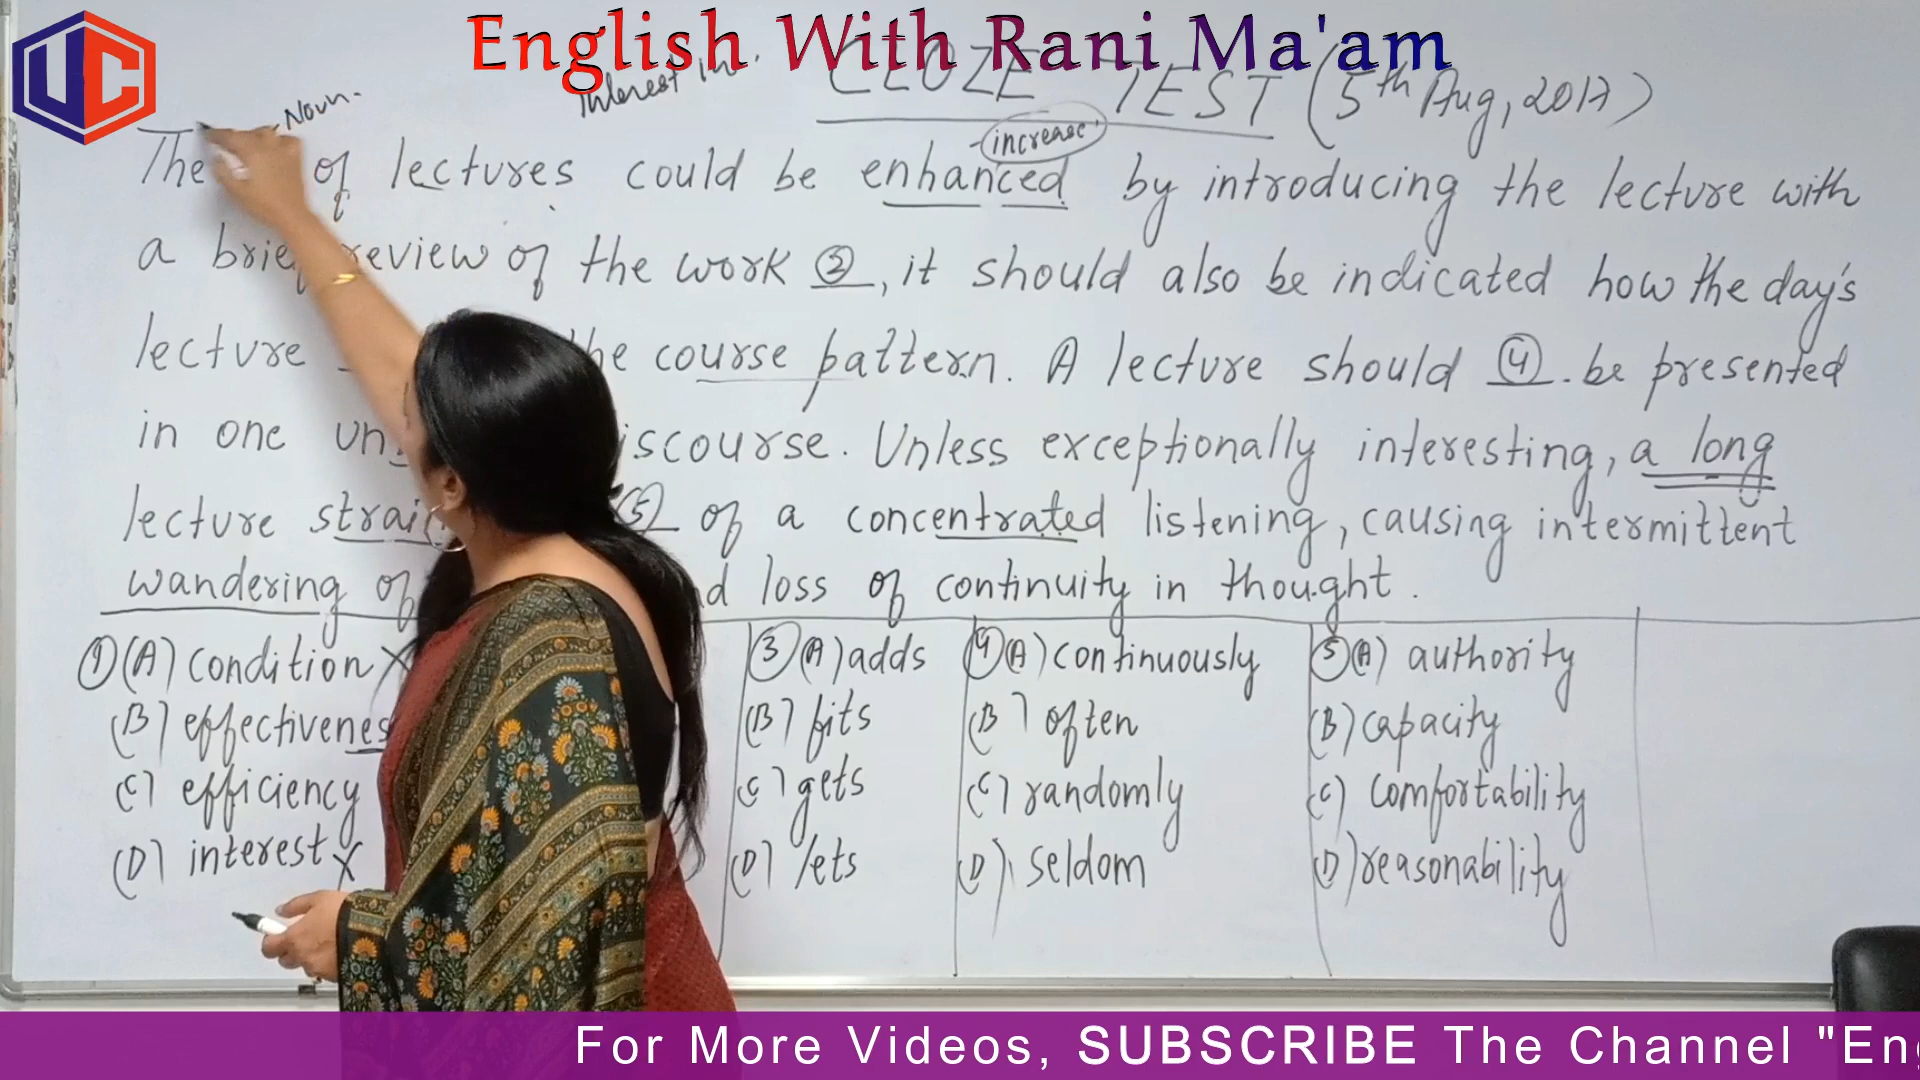 UC
English With Rani Ma'am
CLOZE TEST (5th Aug, 2017)
Noun.
Interest in
increase
The of lectures could be enhanced by introducing the lecture with
a brief review of the work (2), it should also be indicated how the day's
lecture the course pattern. A lecture should (4). be presented
in one iscourse. Unless exceptionally interesting, a long
lecture (5) of a concentrated listening, causing intermittent
wandering of loss of continuity in thought.
(1) (A) condition X
(B) effectivenes
(C) efficiency
(D) interest X
(3) (A) adds
(B) fits
(C) gets
(D) lets
(4) (A) continuously
(B) often
(C) randomly
(D) seldom
(5) (A) authority
(B) capacity
(C) comfortability
(D) reasonability
For More Videos, SUBSCRIBE The Channel "En